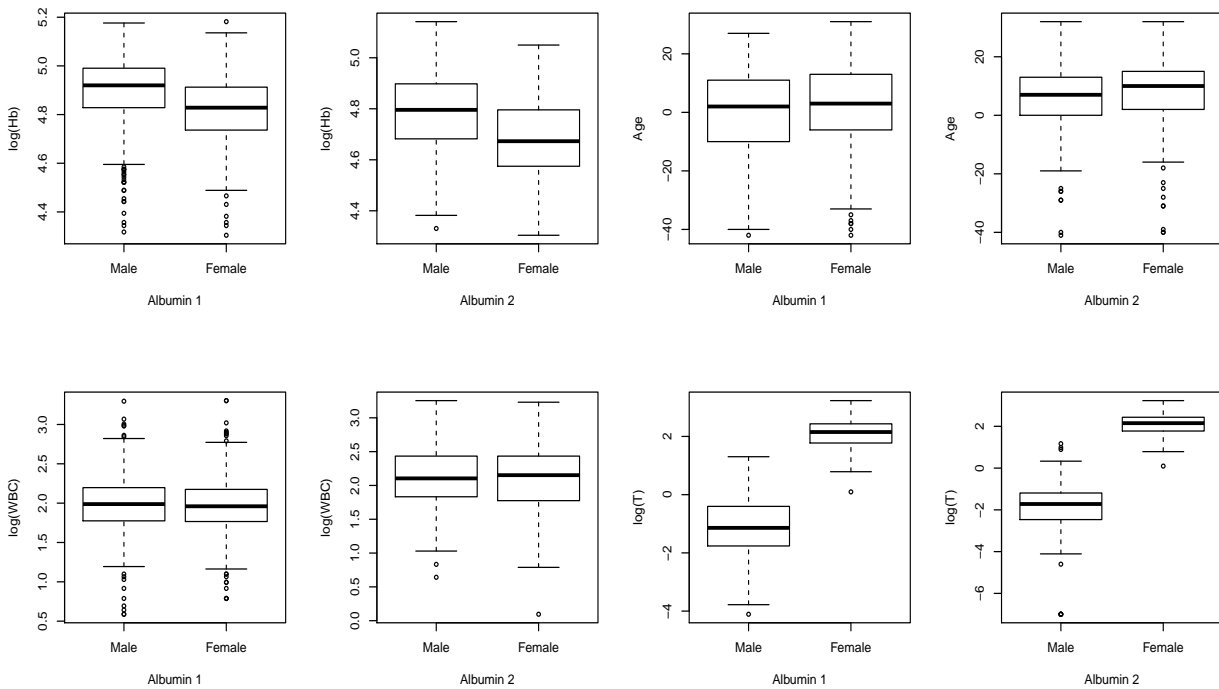 log(Hb)
5.2
5.0
4.8
4.6
4.4
Male Female
Albumin 1
log(Hb)
5.0
4.8
4.6
4.4
Male Female
Albumin 2
Age
20
0
−20
−40
Male Female
Albumin 1
Age
20
0
−20
−40
Male Female
Albumin 2
log(WBC)
3.0
2.5
2.0
1.5
1.0
0.5
Male Female
Albumin 1
log(WBC)
3.0
2.5
2.0
1.5
1.0
0.5
0.0
Male Female
Albumin 2
log(T)
2
0
−2
−4
Male Female
Albumin 1
log(T)
2
0
−2
−4
−6
Male Female
Albumin 2